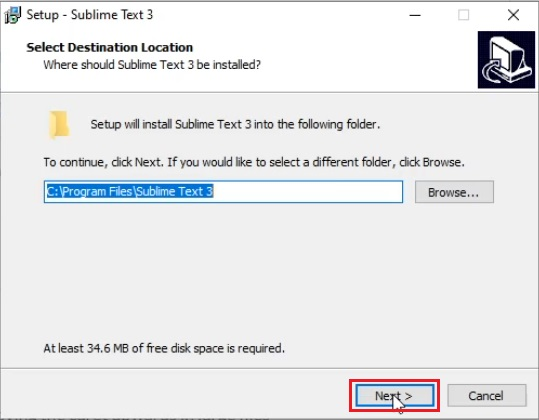 Setup - Sublime Text 3
Select Destination Location
Where should Sublime Text 3 be installed?
Setup will install Sublime Text 3 into the following folder.
To continue, click Next. If you would like to select a different folder, click Browse.
C:\Program Files\Sublime Text 3
Browse...
At least 34.6 MB of free disk space is required.
Next >
Cancel